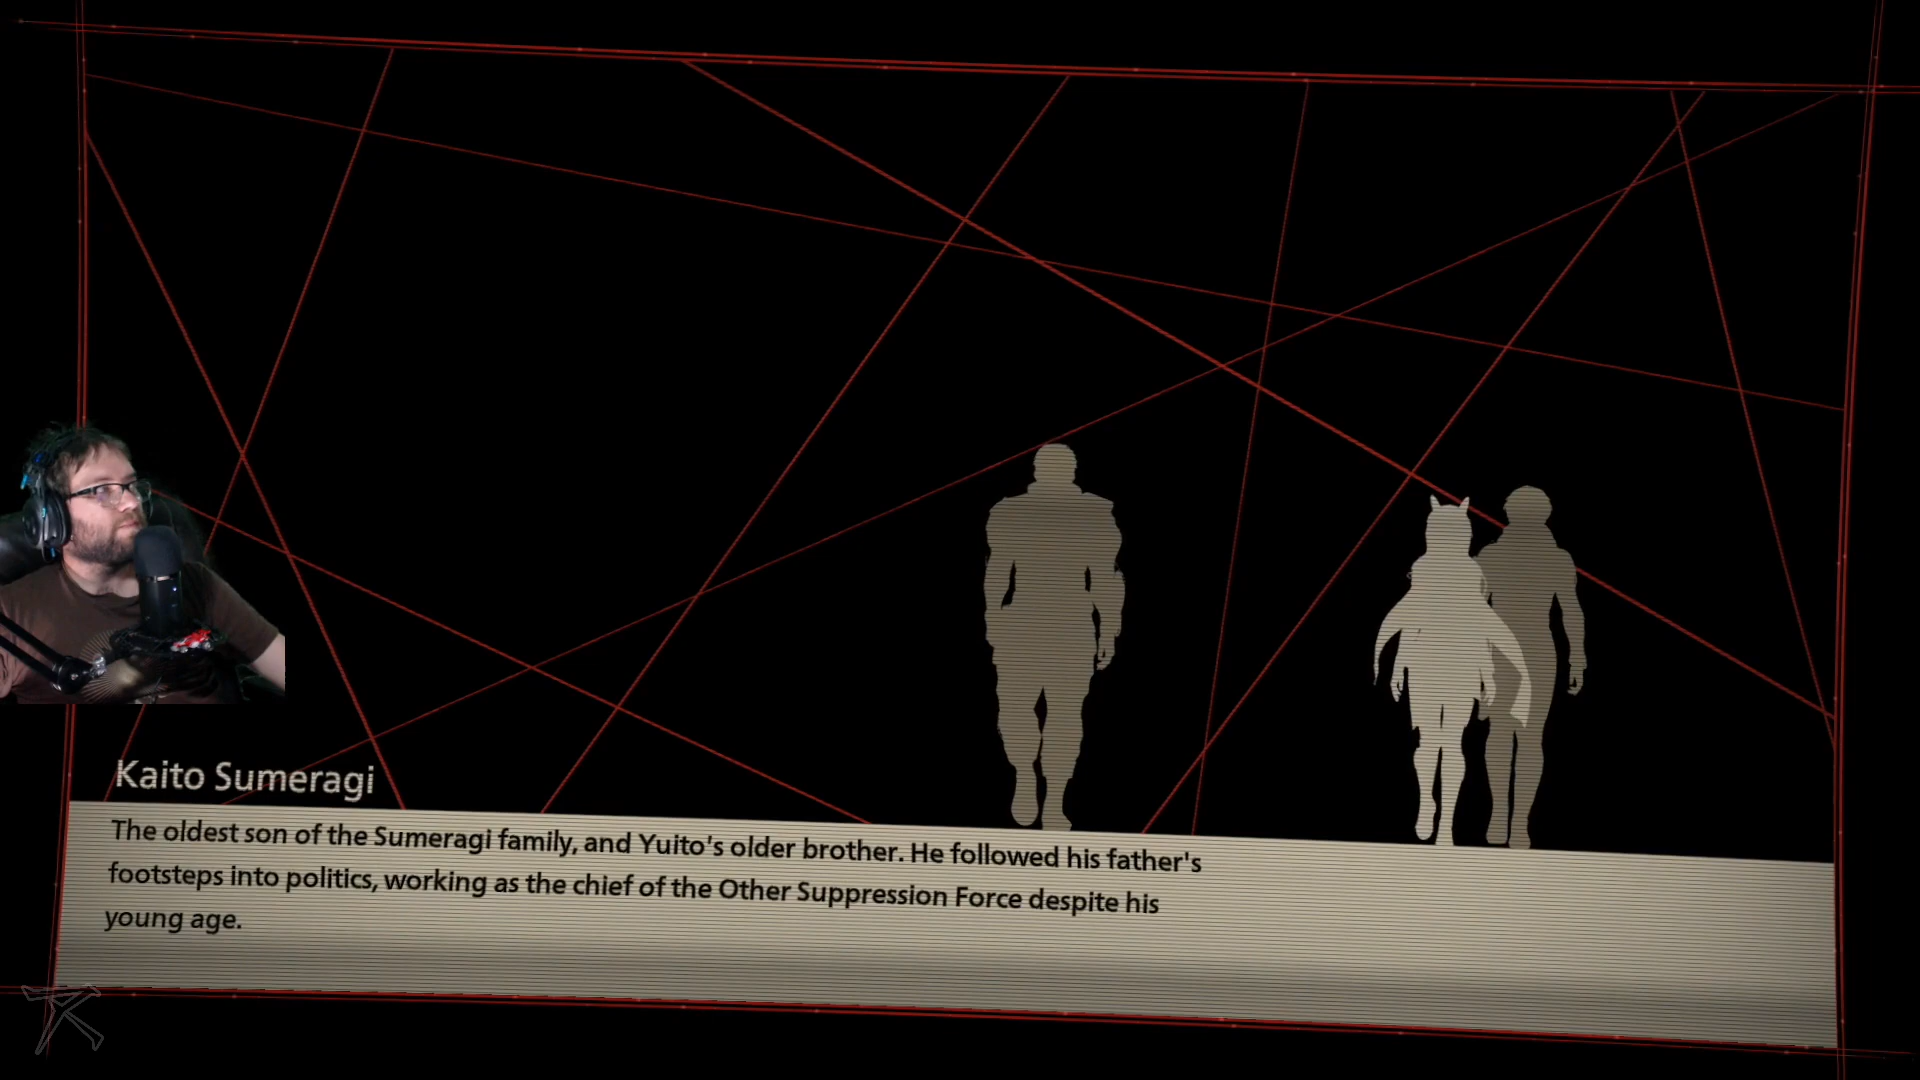 Kaito Sumeragi
The oldest son of the Sumeragi family, and Yuito's older brother. He followed his father's
footsteps into politics, working as the chief of the Other Suppression Force despite his
young age.